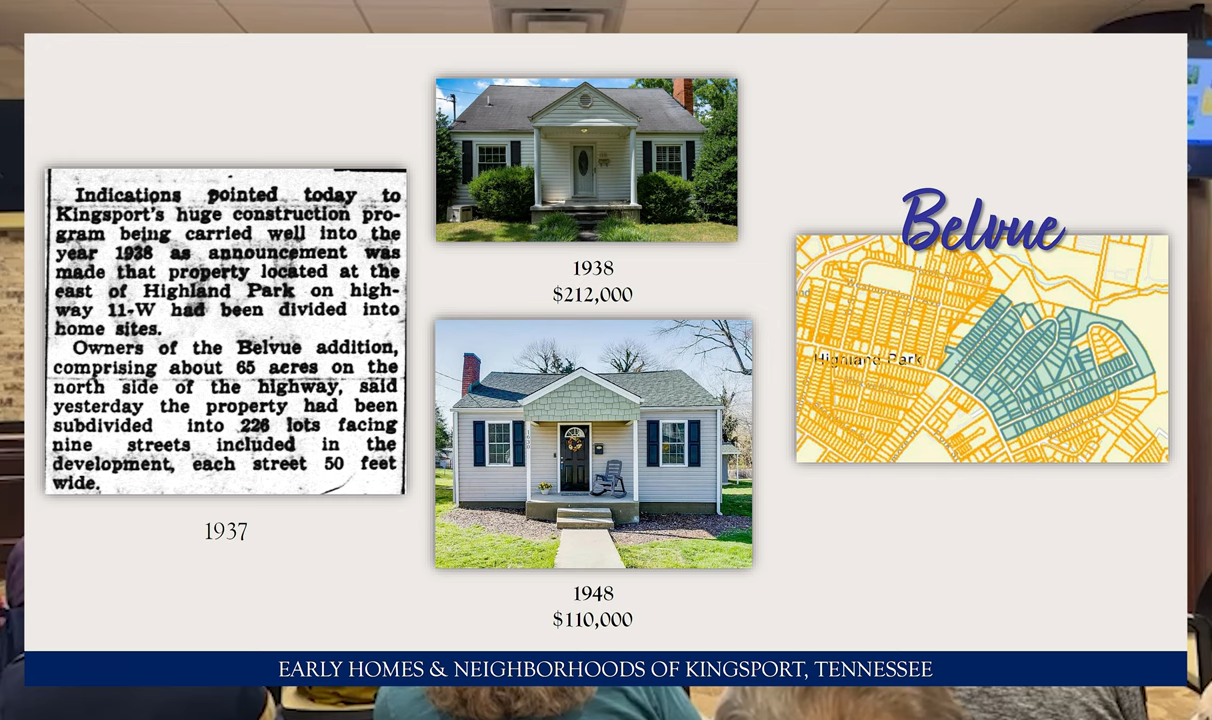 Indications pointed today to
Kingsport's huge construction pro-
gram being carried well into the
year 1938 as announcement was
made that property located at the
east of Highland Park on high-
way 11-W had been divided into
home sites.
Owners of the Belvue addition,
comprising about 65 acres on the
north side of the highway, said
yesterday the property had been
subdivided into 226 lots facing
nine streets included in the
development, each street 50 feet
wide.
1937
1938
$212,000
1948
$110,000
Belvue
Highland Park
EARLY HOMES & NEIGHBORHOODS OF KINGSPORT, TENNESSEE